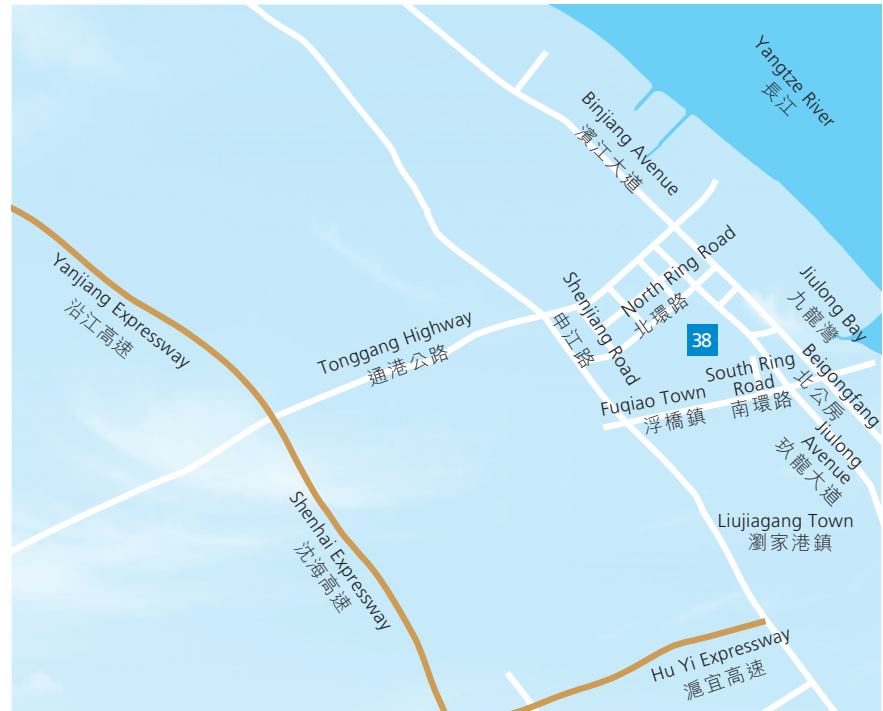 Yangtze River
長江
Binjiang Avenue
濱江大道
North Ring Road
北環路
Jiulong Bay
九龍灣
Yanjiang Expressway
沿江高速
Shenjiang Road
申江路
Tonggang Highway
通港公路
38
Beigongfang
北公房
South Ring
Road
南環路
Fuqiao Town
浮橋鎮
Jiulong
Avenue
玖龍大道
Shenhai Expressway
沈海高速
Liujiagang Town
瀏家港鎮
Hu Yi Expressway
滬宜高速